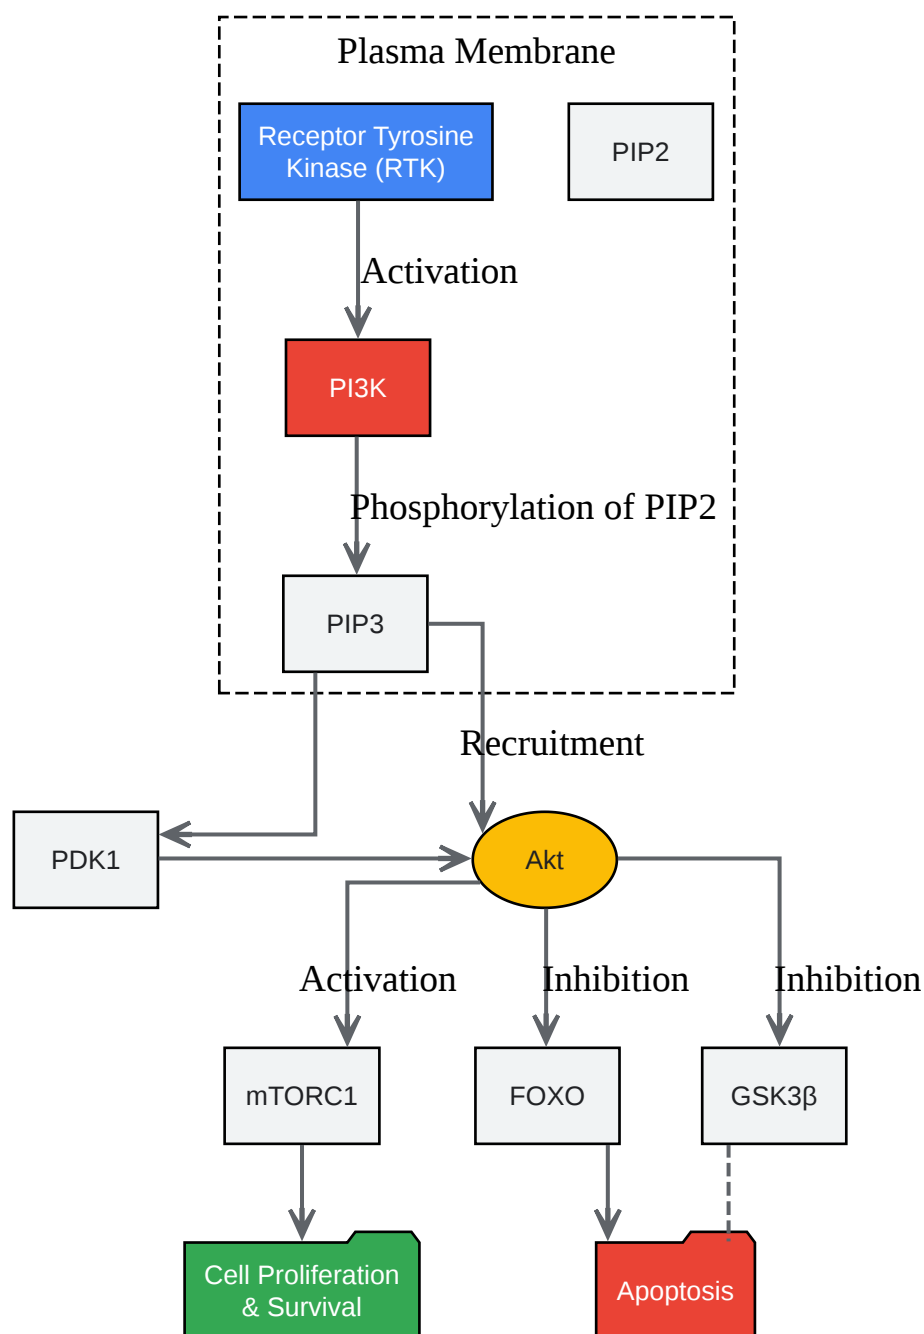 Plasma Membrane
Receptor Tyrosine
Kinase (RTK)
PIP2
Activation
PI3K
Phosphorylation of PIP2
PIP3
Recruitment
PDK1
Akt
Activation
Inhibition
Inhibition
mTORC1
FOXO
GSK3β
Cell Proliferation
& Survival
Apoptosis